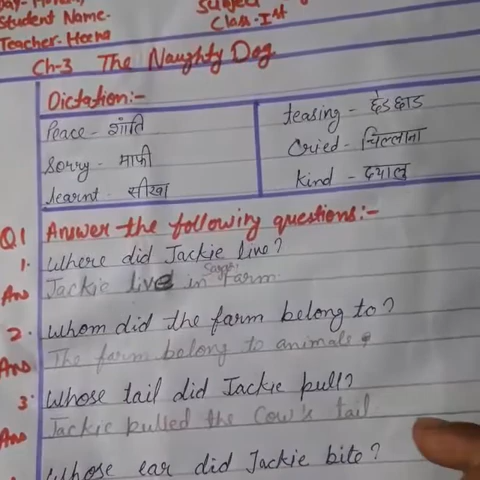 Student Name-
Class-Ist
Teacher-Heena
Ch-3 The Naughty Dog
Dictation:-
Peace - शांति
Sorry - माफी
learnt - सीखा
teasing - छेड़छाड़
Cried - चिल्लाना
Kind - दयालु
Q1 Answer the following questions:-
1. Where did Jackie live?
Ans Jackie live in Farm
2. Whom did the farm belong to?
Ans The farm belong to animals
3. Whose tail did Jackie pull?
Ans Jackie pulled the Cow's tail
Whose ear did Jackie bite?